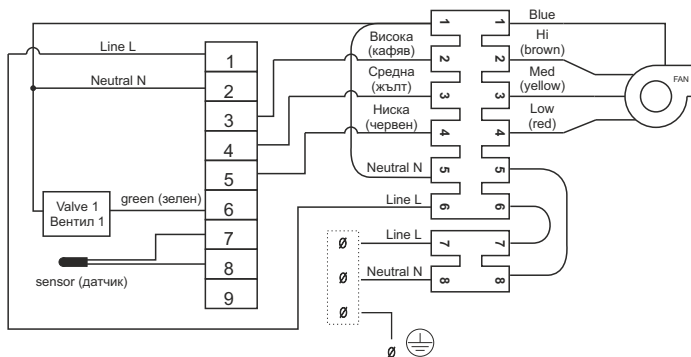 Line L
Neutral N
1
2
3
4
5
6
7
8
9
Valve 1
Вентил 1
green (зелен)
sensor (датчик)
Висока
(кафяв)
Средна
(жълт)
Ниска
(червен)
Neutral N
Line L
Line L
Neutral N
Ø
Ø
Ø
Ø
1
2
3
4
5
6
7
8
1
2
3
4
5
6
7
8
Blue
Hi
(brown)
Med
(yellow)
Low
(red)
FAN